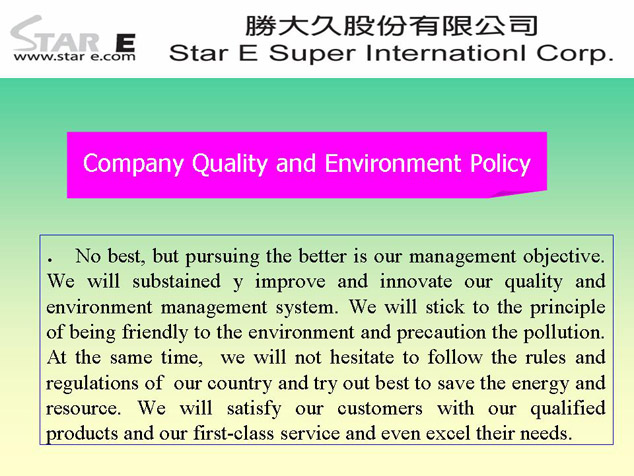 STAR E
www.star e.com
勝大久股份有限公司
Star E Super Internationl Corp.
Company Quality and Environment Policy
. No best, but pursuing the better is our management objective.
We will substained y improve and innovate our quality and
environment management system. We will stick to the principle
of being friendly to the environment and precaution the pollution.
At the same time, we will not hesitate to follow the rules and
regulations of our country and try out best to save the energy and
resource. We will satisfy our customers with our qualified
products and our first-class service and even excel their needs.